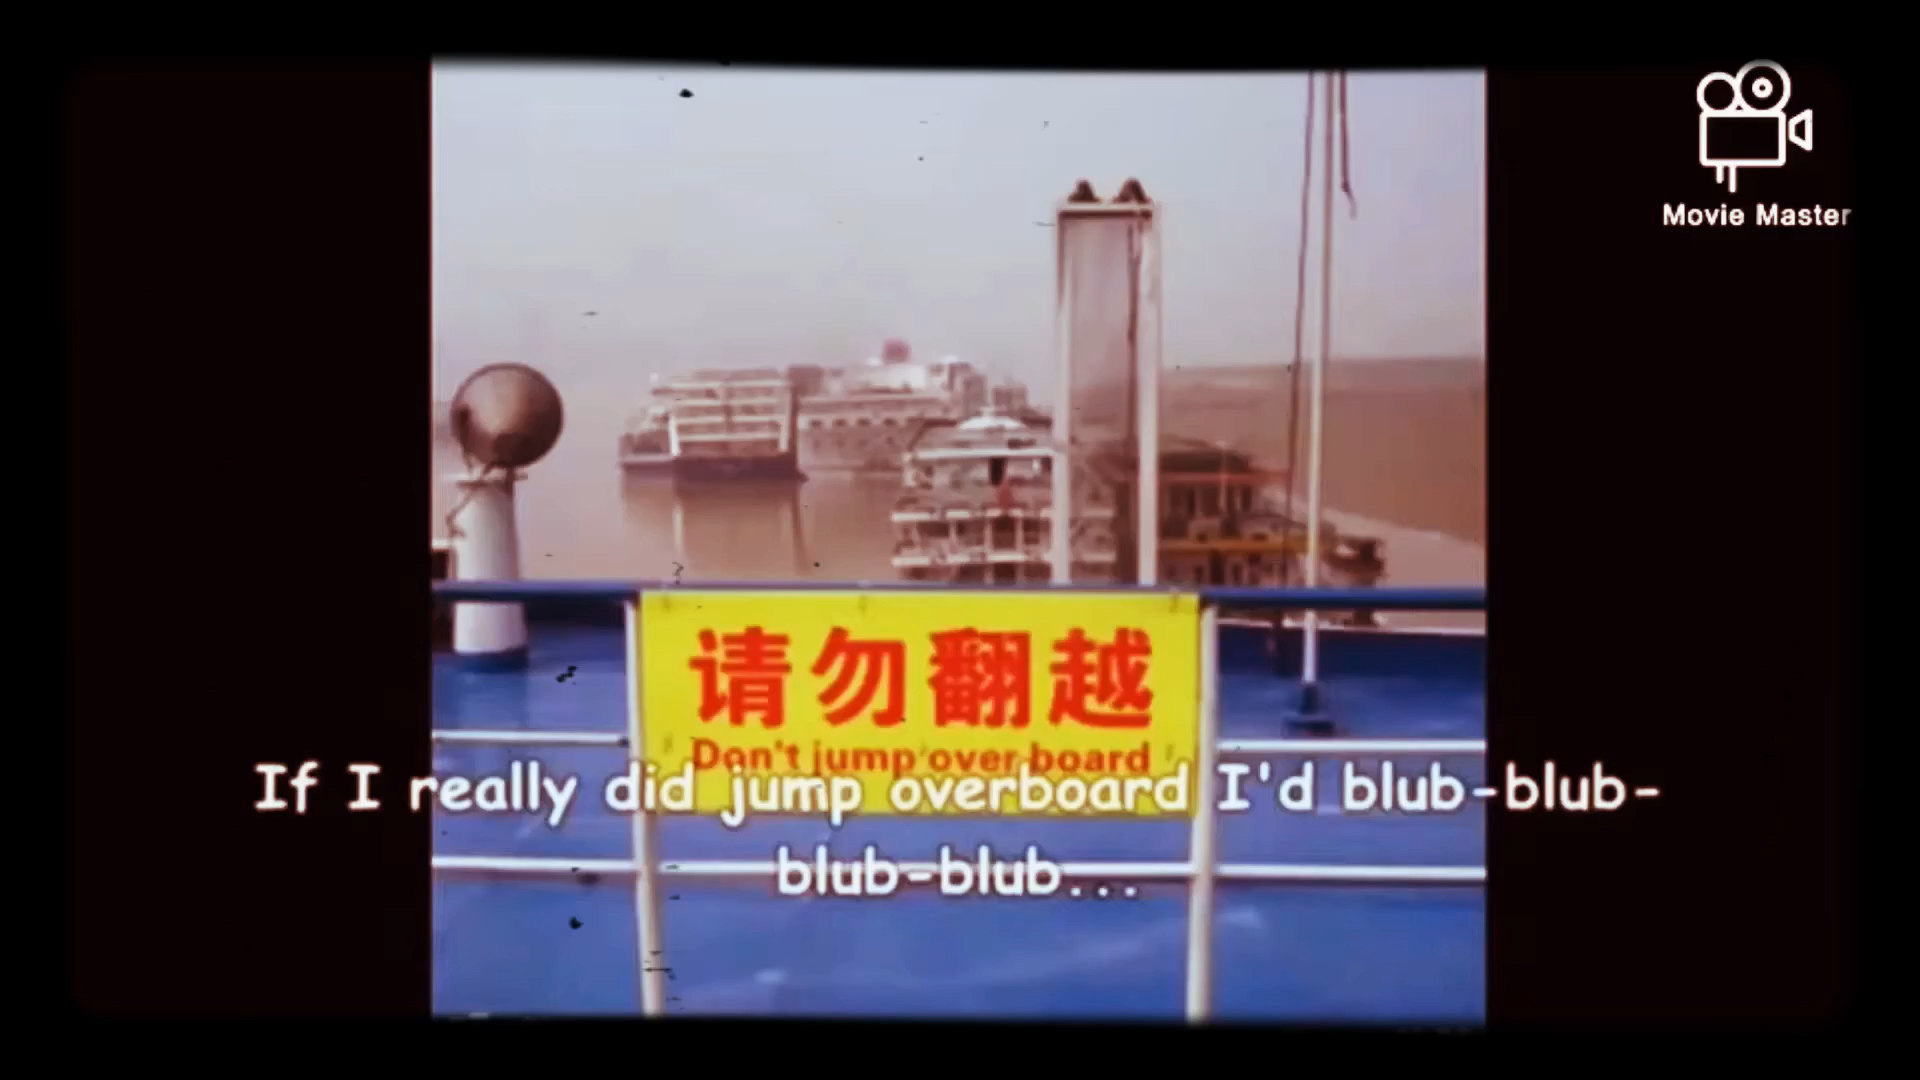 Movie Master
请勿翻越
Don't jump over board
If I really did jump overboard I'd blub-blub-
blub-blub...